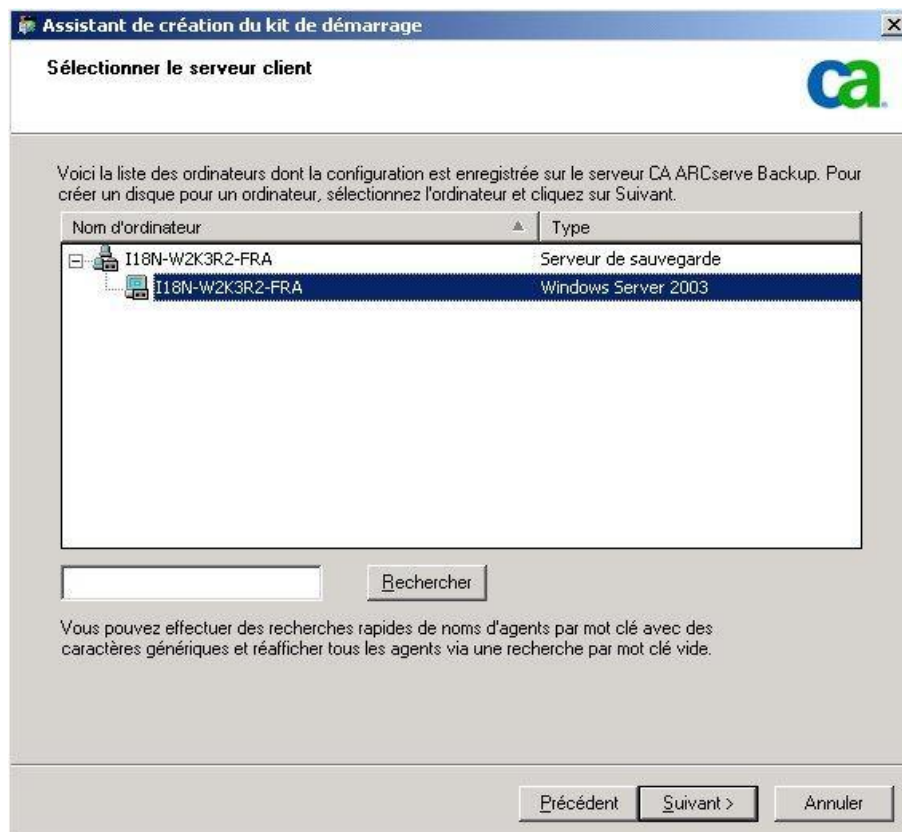 Assistant de création du kit de démarrage
Sélectionner le serveur client
ca
Voici la liste des ordinateurs dont la configuration est enregistrée sur le serveur CA ARCserve Backup. Pour
créer un disque pour un ordinateur, sélectionnez l'ordinateur et cliquez sur Suivant.
Nom d'ordinateur Type
I18N-W2K3R2-FRA Serveur de sauvegarde
I18N-W2K3R2-FRA Windows Server 2003
Rechercher
Vous pouvez effectuer des recherches rapides de noms d'agents par mot clé avec des
caractères génériques et réafficher tous les agents via une recherche par mot clé vide.
Précédent Suivant > Annuler